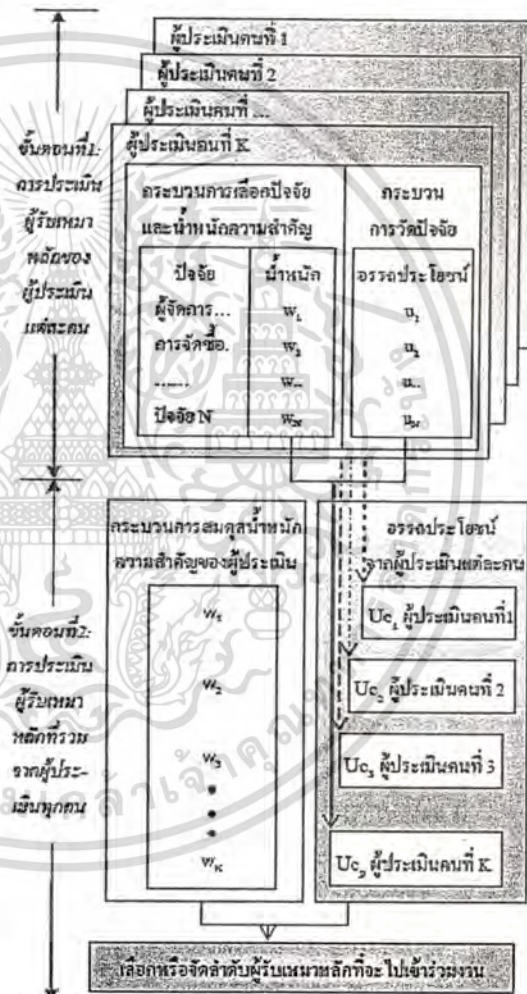 ผู้ประเมินคนที่ 1
ผู้ประเมินคนที่ 2
ผู้ประเมินคนที่ ...
ผู้ประเมินคนที่ K
ขั้นตอนที่1:
การประเมิน
ผู้รับเหมา
หลักของ
ผู้ประเมิน
แต่ละคน
กระบวนการเลือกปัจจัย
และน้ำหนักความสำคัญ
กระบวน
การวัดปัจจัย
ปัจจัย น้ำหนัก อรรถประโยชน์
ผู้จัดการ... w₁ u₁
การจัดซื้อ. w₂ u₂
....... w... u...
ปัจจัย N w_N u_N
ขั้นตอนที่2:
การประเมิน
ผู้รับเหมา
หลักที่รวม
จากผู้ประ-
เมินทุกคน
กระบวนการสมดุลน้ำหนัก
ความสำคัญของผู้ประเมิน
w₁
w₂
w₃
w_K
อรรถประโยชน์
จากผู้ประเมินแต่ละคน
Uc₁ ผู้ประเมินคนที่1
Uc₂ ผู้ประเมินคนที่ 2
Uc₃ ผู้ประเมินคนที่ 3
ผู้ประเมินคนที่ K
เลือกหรือจัดลำดับผู้รับเหมาหลักที่จะไปเข้าร่วมงาน